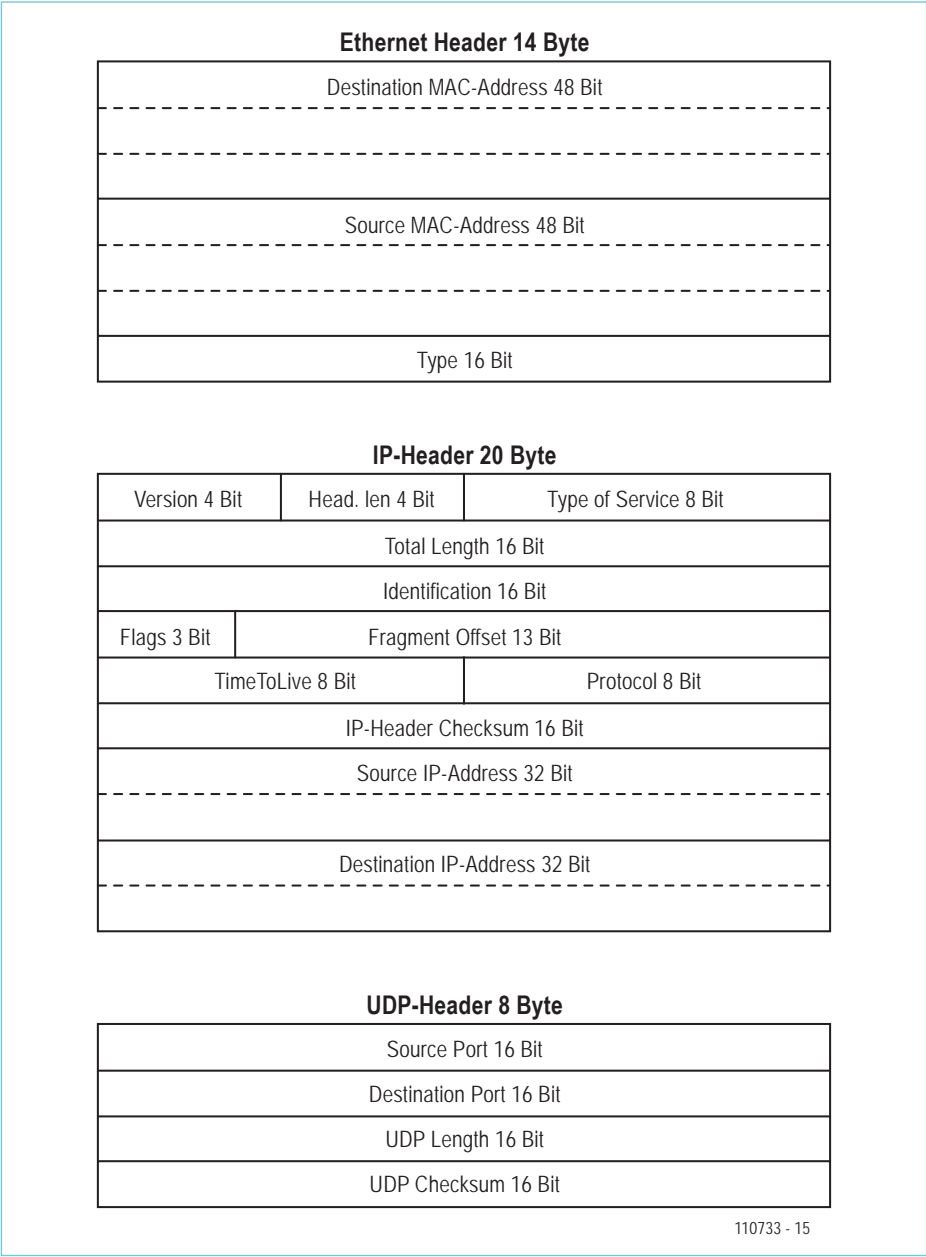 Ethernet Header 14 Byte
Destination MAC-Address 48 Bit
Source MAC-Address 48 Bit
Type 16 Bit
IP-Header 20 Byte
Version 4 Bit Head. len 4 Bit Type of Service 8 Bit
Total Length 16 Bit
Identification 16 Bit
Flags 3 Bit Fragment Offset 13 Bit
TimeToLive 8 Bit Protocol 8 Bit
IP-Header Checksum 16 Bit
Source IP-Address 32 Bit
Destination IP-Address 32 Bit
UDP-Header 8 Byte
Source Port 16 Bit
Destination Port 16 Bit
UDP Length 16 Bit
UDP Checksum 16 Bit
110733 - 15